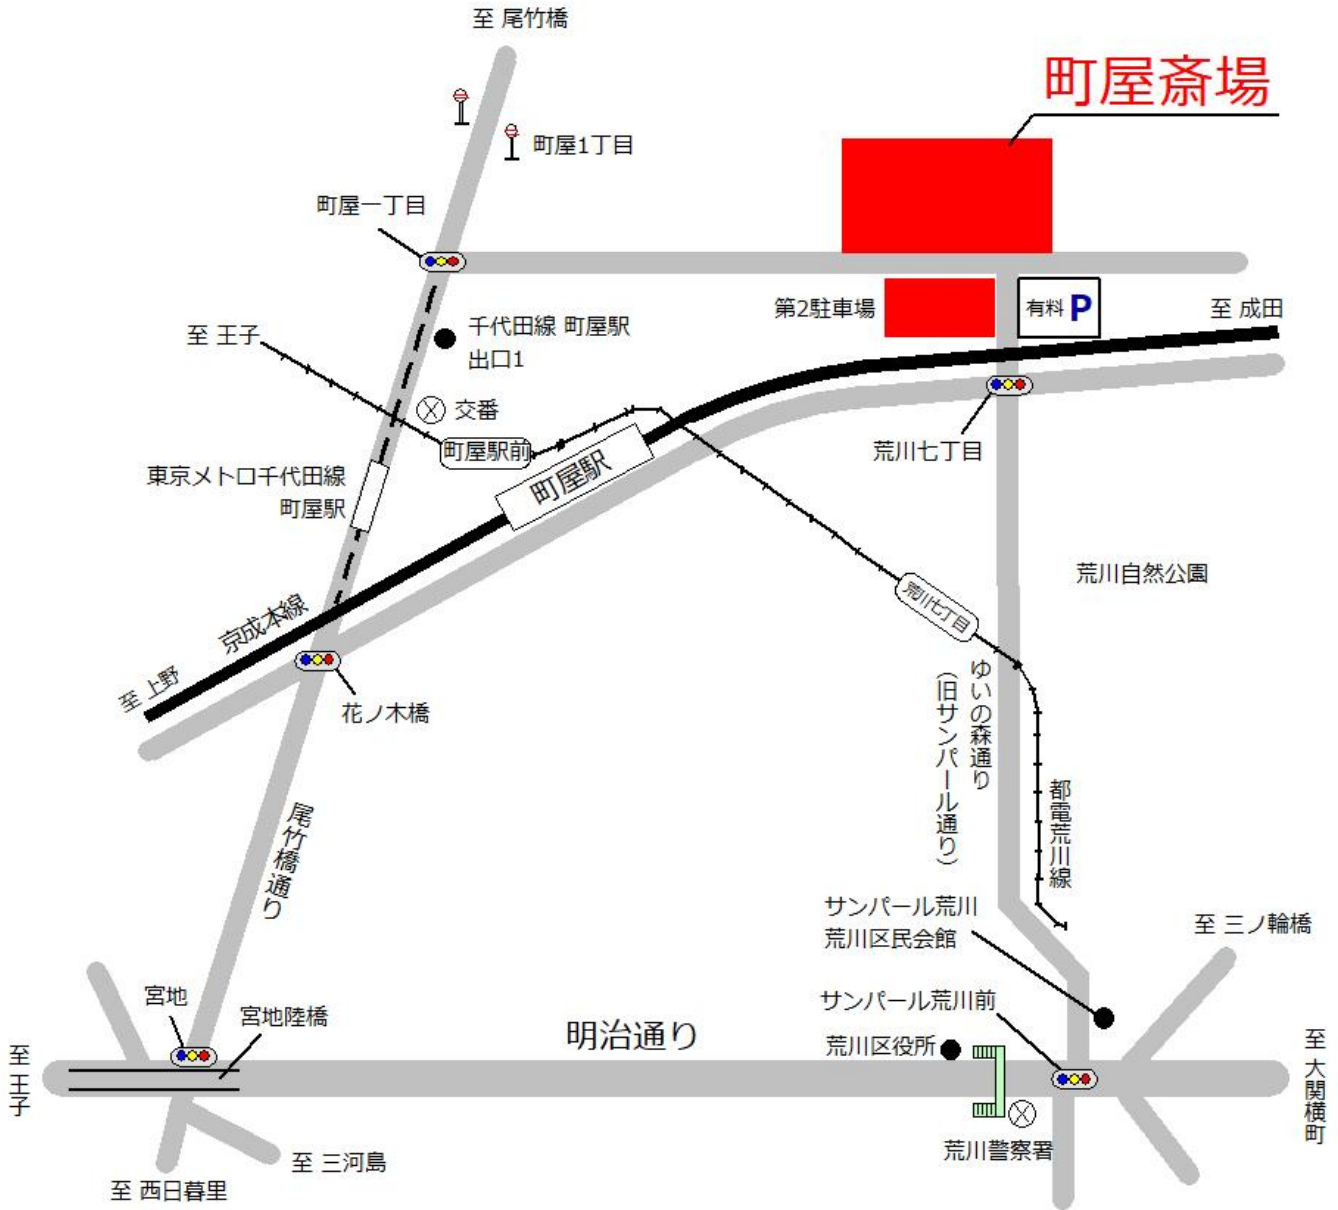 至 尾竹橋
町屋斎場
町屋1丁目
町屋一丁目
第2駐車場
有料 P
至 成田
至 王子
千代田線 町屋駅
出口1
交番
町屋駅前
町屋駅
荒川七丁目
東京メトロ千代田線
町屋駅
荒川自然公園
荒川七丁目
京成本線
至 上野
花ノ木橋
ゆいの森通り
(旧サンパール通り)
都電荒川線
尾竹橋通り
サンパール荒川
荒川区民会館
至 三ノ輪橋
宮地
宮地陸橋
サンパール荒川前
明治通り
荒川区役所
至 王子
至 大関横町
荒川警察署
至 三河島
至 西日暮里